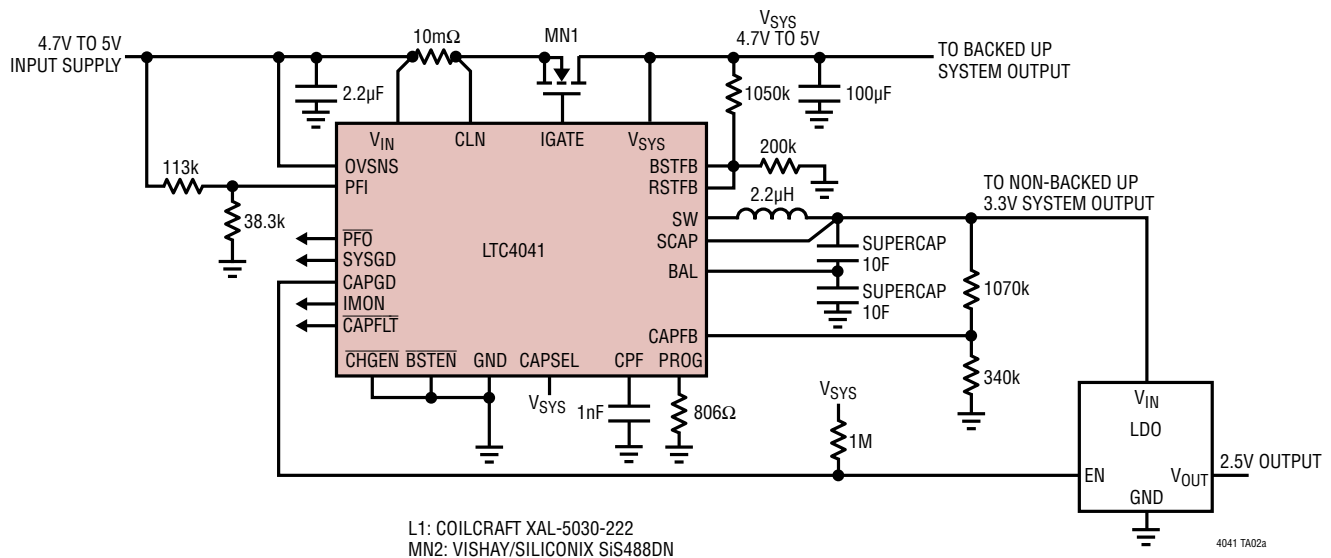 4.7V TO 5V
INPUT SUPPLY
10mΩ
MN1
VSYS
4.7V TO 5V
TO BACKED UP
SYSTEM OUTPUT
2.2µF
1050k
100µF
VIN
CLN
IGATE
VSYS
113k
OVSNS
PFI
38.3k
PFO
SYSGD
CAPGD
IMON
CAPFLT
LTC4041
BSTFB
RSTFB
200k
SW
2.2µH
SCAP
BAL
CAPFB
TO NON-BACKED UP
3.3V SYSTEM OUTPUT
SUPERCAP
10F
SUPERCAP
10F
1070k
340k
CHGEN
BSTEN
GND
CAPSEL
CPF
PROG
VSYS
1nF
806Ω
VSYS
1M
VIN
LDO
EN
VOUT
GND
2.5V OUTPUT
L1: COILCRAFT XAL-5030-222
MN2: VISHAY/SILICONIX SiS488DN
4041 TA02a